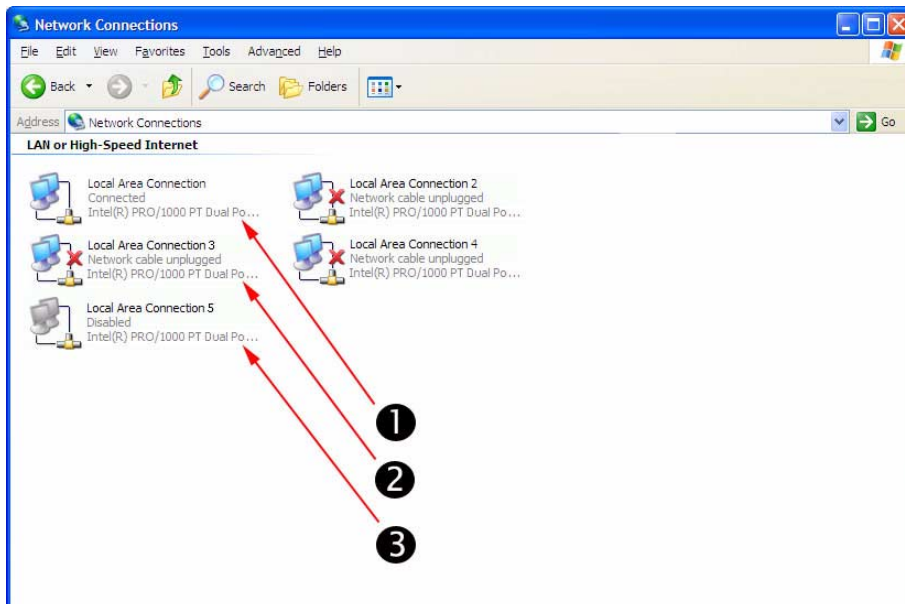 Network Connections
File Edit View Favorites Tools Advanced Help
Back Search Folders
Address Network Connections Go
LAN or High-Speed Internet
Local Area Connection
Connected
Intel(R) PRO/1000 PT Dual Po...
Local Area Connection 2
Network cable unplugged
Intel(R) PRO/1000 PT Dual Po...
Local Area Connection 3
Network cable unplugged
Intel(R) PRO/1000 PT Dual Po...
Local Area Connection 4
Network cable unplugged
Intel(R) PRO/1000 PT Dual Po...
Local Area Connection 5
Disabled
Intel(R) PRO/1000 PT Dual Po...
1
2
3